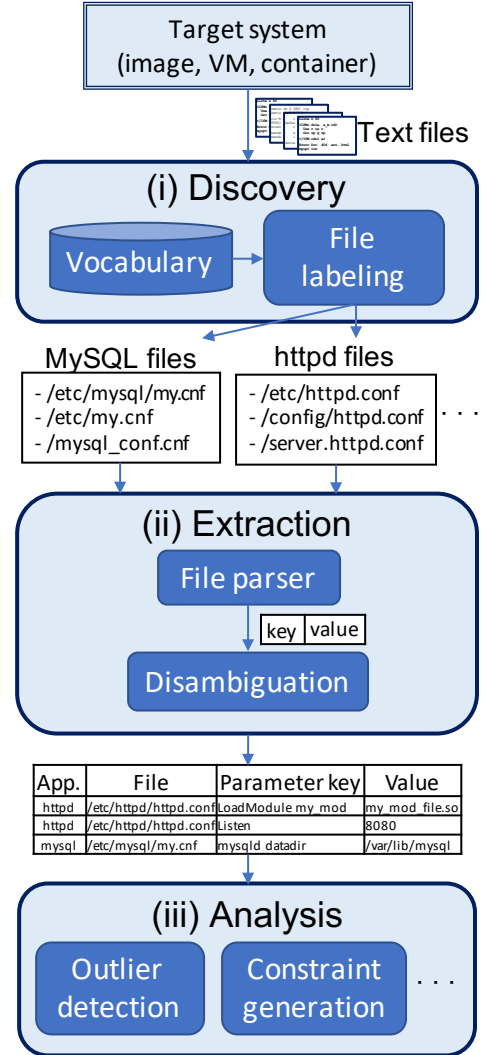 Target system
(image, VM, container)
Text files
(i) Discovery
Vocabulary
File
labeling
MySQL files
- /etc/mysql/my.cnf
- /etc/my.cnf
- /mysql_conf.cnf
httpd files
- /etc/httpd.conf
- /config/httpd.conf
- /server.httpd.conf
. . .
(ii) Extraction
File parser
key value
Disambiguation
App. File Parameter key Value
httpd /etc/httpd/httpd.conf LoadModule my_mod my_mod_file.so
httpd /etc/httpd/httpd.conf Listen 8080
mysql /etc/mysql/my.cnf mysqld datadir /var/lib/mysql
(iii) Analysis
Outlier
detection
Constraint
generation
. . .